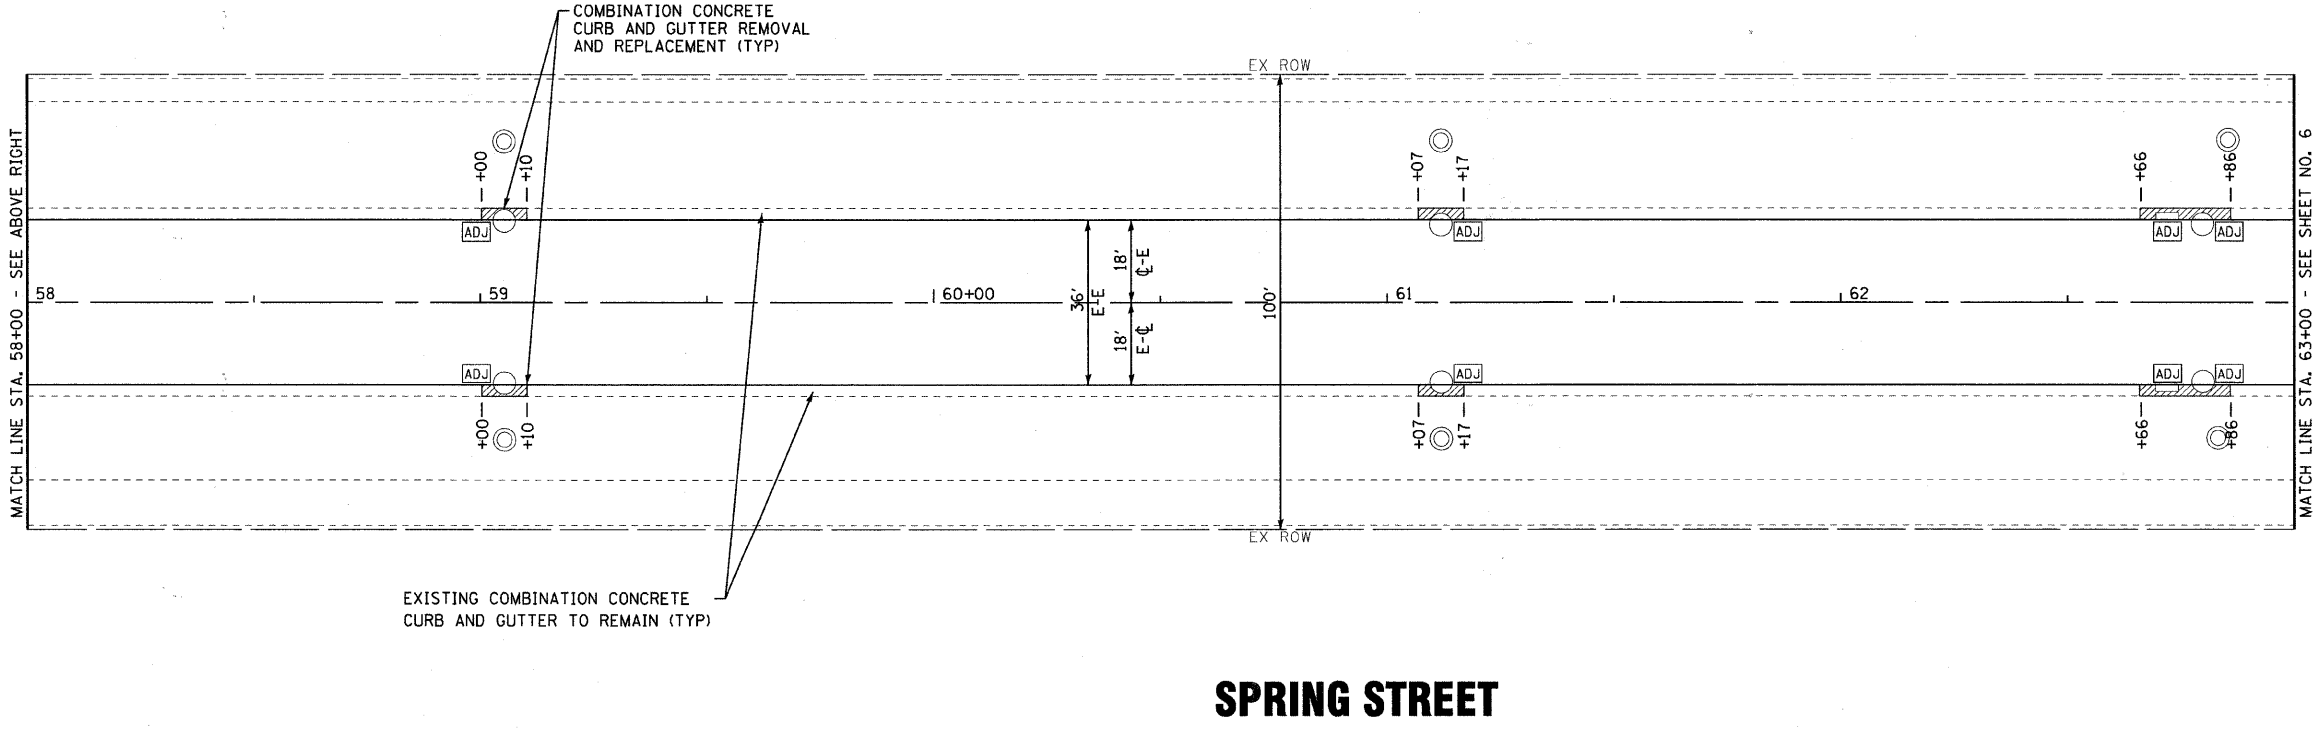 COMBINATION CONCRETE
CURB AND GUTTER REMOVAL
AND REPLACEMENT (TYP)
EX ROW
MATCH LINE STA. 58+00 - SEE ABOVE RIGHT
+00
+10
+07
+17
+66
+86
ADJ
ADJ
ADJ
ADJ
58
59
60+00
61
62
36'
E-E
18'
℄-E
18'
E-℄
100'
ADJ
ADJ
ADJ
ADJ
+00
+10
+07
+17
+66
+86
MATCH LINE STA. 63+00 - SEE SHEET NO. 6
EX ROW
EXISTING COMBINATION CONCRETE
CURB AND GUTTER TO REMAIN (TYP)
SPRING STREET